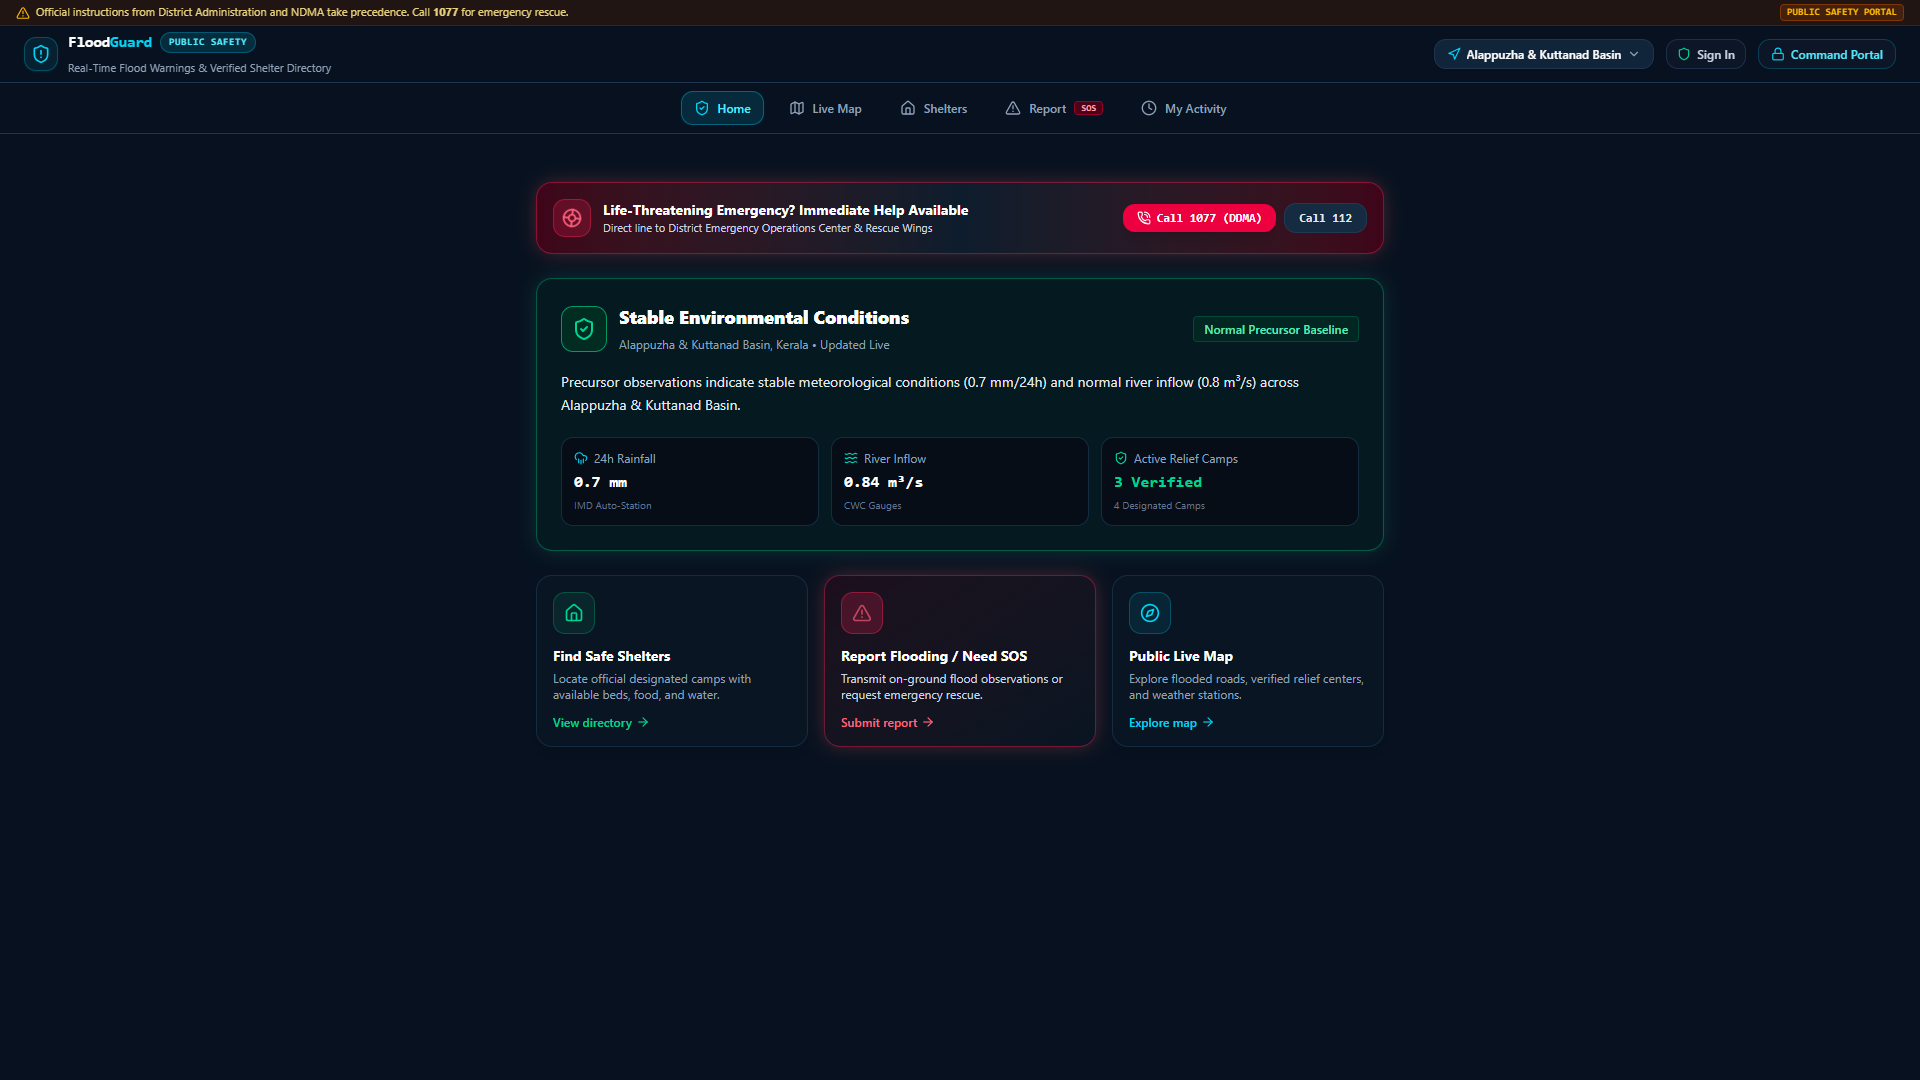 Official instructions from District Administration and NDMA take precedence. Call 1077 for emergency rescue.
PUBLIC SAFETY PORTAL
FloodGuard
PUBLIC SAFETY
Real-Time Flood Warnings & Verified Shelter Directory
Alappuzha & Kuttanad Basin
Sign In
Command Portal
Home
Live Map
Shelters
Report
SOS
My Activity
Life-Threatening Emergency? Immediate Help Available
Direct line to District Emergency Operations Center & Rescue Wings
Call 1077 (DDMA)
Call 112
Stable Environmental Conditions
Alappuzha & Kuttanad Basin, Kerala • Updated Live
Normal Precursor Baseline
Precursor observations indicate stable meteorological conditions (0.7 mm/24h) and normal river inflow (0.8 m³/s) across
Alappuzha & Kuttanad Basin.
24h Rainfall
0.7 mm
IMD Auto-Station
River Inflow
0.84 m³/s
CWC Gauges
Active Relief Camps
3 Verified
4 Designated Camps
Find Safe Shelters
Locate official designated camps with
available beds, food, and water.
View directory →
Report Flooding / Need SOS
Transmit on-ground flood observations or
request emergency rescue.
Submit report →
Public Live Map
Explore flooded roads, verified relief centers,
and weather stations.
Explore map →